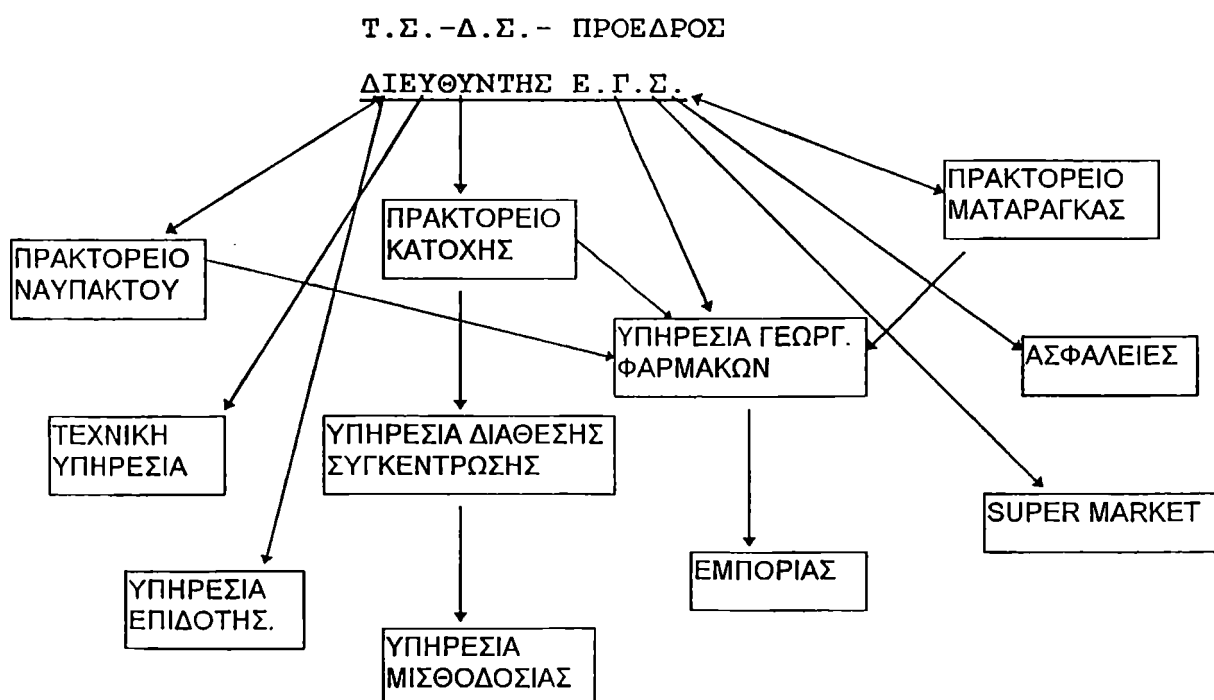 Τ.Σ.-Δ.Σ.- ΠΡΟΕΔΡΟΣ
ΔΙΕΥΘΥΝΤΗΣ Ε.Γ.Σ.
ΠΡΑΚΤΟΡΕΙΟ
ΜΑΤΑΡΑΓΚΑΣ
ΠΡΑΚΤΟΡΕΙΟ
ΚΑΤΟΧΗΣ
ΠΡΑΚΤΟΡΕΙΟ
ΝΑΥΠΑΚΤΟΥ
ΥΠΗΡΕΣΙΑ ΓΕΩΡΓ.
ΦΑΡΜΑΚΩΝ
ΑΣΦΑΛΕΙΕΣ
ΤΕΧΝΙΚΗ
ΥΠΗΡΕΣΙΑ
ΥΠΗΡΕΣΙΑ ΔΙΑΘΕΣΗΣ
ΣΥΓΚΕΝΤΡΩΣΗΣ
SUPER MARKET
ΥΠΗΡΕΣΙΑ
ΕΠΙΔΟΤΗΣ.
ΕΜΠΟΡΙΑΣ
ΥΠΗΡΕΣΙΑ
ΜΙΣΘΟΔΟΣΙΑΣ